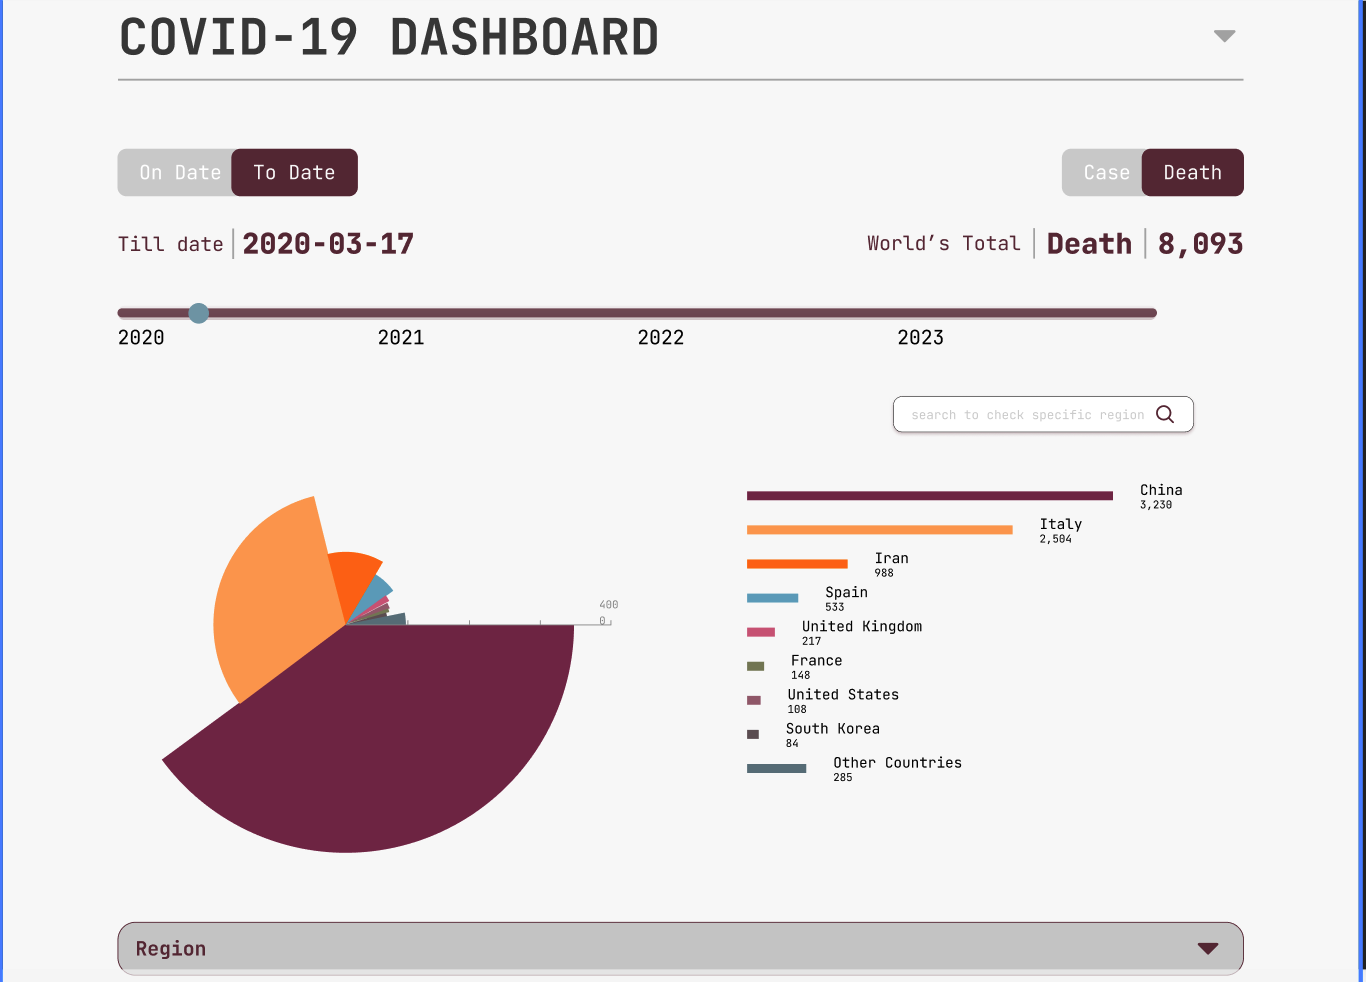 COVID-19 DASHBOARD
On Date To Date
Case Death
Till date 2020-03-17
World’s Total Death 8,093
2020 2021 2022 2023
search to check specific region
China
3,230
Italy
2,504
Iran
988
Spain
533
United Kingdom
217
France
148
United States
108
South Korea
84
Other Countries
285
400
0
Region